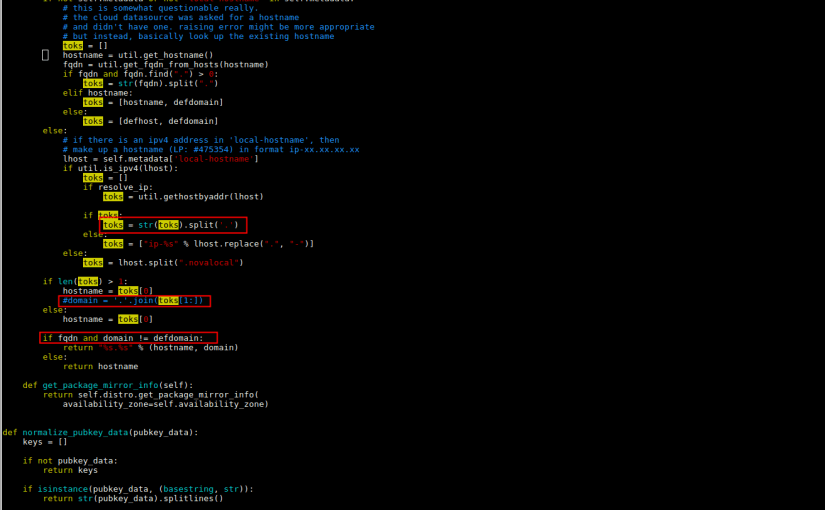 # this is somewhat questionable really.
# the cloud datasource was asked for a hostname
# and didn't have one. raising error might be more appropriate
# but instead, basically look up the existing hostname
toks = []
hostname = util.get_hostname()
fqdn = util.get_fqdn_from_hosts(hostname)
if fqdn and fqdn.find(".") > 0:
toks = str(fqdn).split(".")
elif hostname:
toks = [hostname, defdomain]
else:
toks = [defhost, defdomain]
else:
# if there is an ipv4 address in 'local-hostname', then
# make up a hostname (LP: #475354) in format ip-xx.xx.xx.xx
lhost = self.metadata['local-hostname']
if util.is_ipv4(lhost):
toks = []
if resolve_ip:
toks = util.gethostbyaddr(lhost)
if toks:
toks = str(toks).split('.')
else:
toks = ["ip-%s" % lhost.replace(".", "-")]
else:
toks = lhost.split(".novalocal")
if len(toks) > 1:
hostname = toks[0]
#domain = '.'.join(toks[1:])
else:
hostname = toks[0]
if fqdn and domain != defdomain:
return "%s.%s" % (hostname, domain)
else:
return hostname
def get_package_mirror_info(self):
return self.distro.get_package_mirror_info(
availability_zone=self.availability_zone)
def normalize_pubkey_data(pubkey_data):
keys = []
if not pubkey_data:
return keys
if isinstance(pubkey_data, (basestring, str)):
return str(pubkey_data).splitlines()